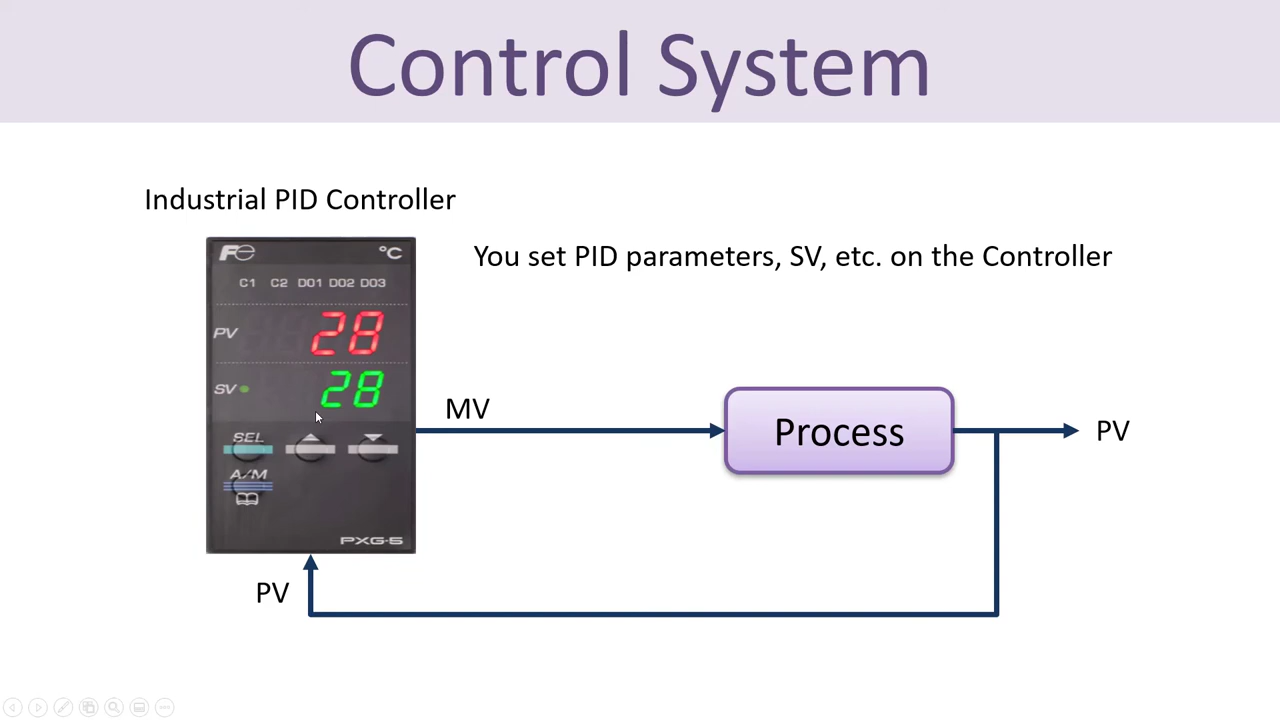 Control System
Industrial PID Controller
You set PID parameters, SV, etc. on the Controller
Fe °C
C1 C2 DO1 DO2 DO3
PV 28
SV 28
SEL
A/M
PXG-5
MV
Process
PV
PV